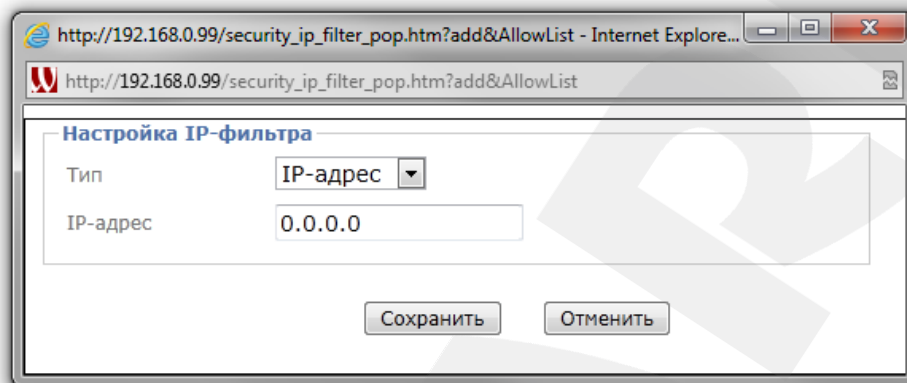 http://192.168.0.99/security_ip_filter_pop.htm?add&AllowList - Internet Explore...
http://192.168.0.99/security_ip_filter_pop.htm?add&AllowList
Настройка IP-фильтра
Тип IP-адрес
IP-адрес 0.0.0.0
Сохранить Отменить